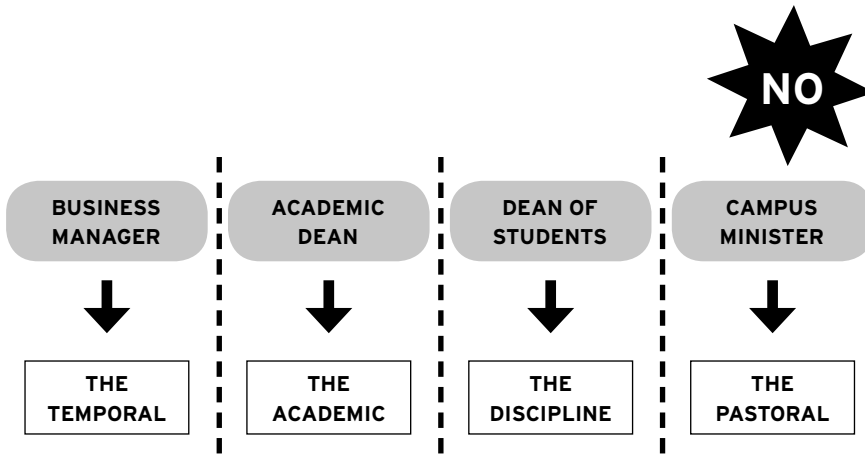 NO
BUSINESS
MANAGER
ACADEMIC
DEAN
DEAN OF
STUDENTS
CAMPUS
MINISTER
THE
TEMPORAL
THE
ACADEMIC
THE
DISCIPLINE
THE
PASTORAL